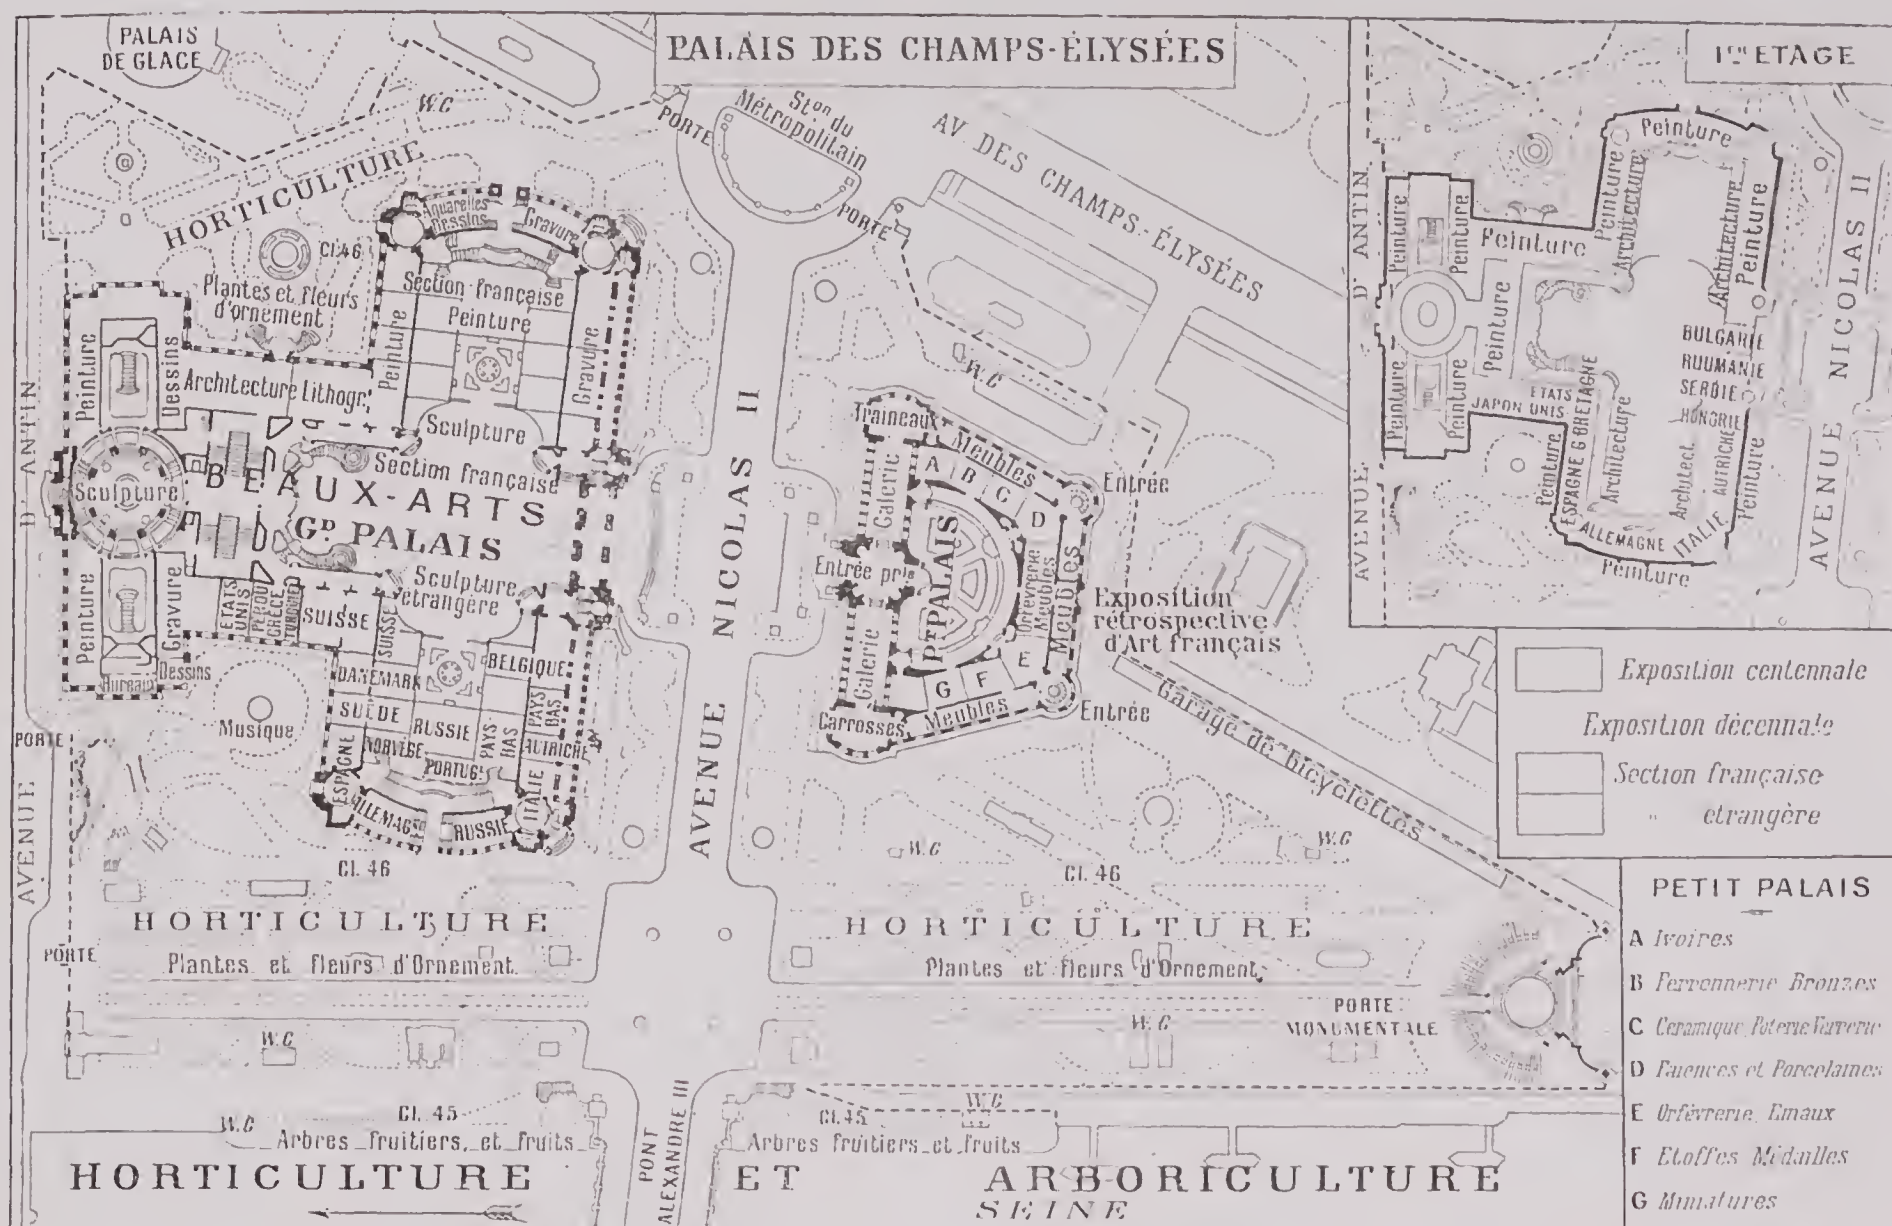 PALAIS DES CHAMPS-ÉLYSÉES
PALAIS
DE GLACE
W.C
HORTICULTURE
Cl.46
Plantes et fleurs
d'ornement
PORTE
Ston du
Métropolitain
PORTE
AV. DES CHAMPS-ÉLYSÉES
Aquarelles
Dessins
Gravure
Section française
Peinture
Peinture
Gravure
Peinture
Dessins
Architecture
Lithogr.
Sculpture
Section française
Sculpture
BEAUX-ARTS
GD PALAIS
Sculpture
étrangère
Peinture
Gravure
Bureau
Dessins
ETATS
UNIS
PEROU
GRÈCE
TURQUIE
SUISSE
SUISSE
DANEMARK
BELGIQUE
SUÈDE
RUSSIE
PAYS
BAS
PAYS
BAS
NORVÈGE
AUTRICHE
ESPAGNE
PORTUGL
ITALIE
ALLEMAGE
RUSSIE
Musique
AVENUE D'ANTIN
PORTE
PORTE
AVENUE NICOLAS II
W.C
Traineaux
Meubles
Entrée
A
B
C
D
Galerie
Entrée prle
PT PALAIS
Orfèvrerie
Meubles
Meubles
Galerie
E
F
G
Meubles
Carrosses
Entrée
Exposition
rétrospective
d'Art français
Garage de bicyclettes
Cl. 46
HORTICULTURE
Plantes et fleurs d'Ornement
W.C
W.C
Cl. 46
HORTICULTURE
Plantes et fleurs d'Ornement
W.C
W.C
PORTE
MONUMENTALE
W.C
Cl. 45
Arbres fruitiers et fruits
PONT
ALEXANDRE III
W.C
Cl.45
Arbres fruitiers et fruits
HORTICULTURE ET ARBORICULTURE
SEINE
1er ETAGE
Peinture
Peinture
Architecture
Architecture
Peinture
Peinture
Peinture
Peinture
Peinture
Peinture
Peinture
AVENUE D'ANTIN
AVENUE NICOLAS II
BULGARIE
ROUMANIE
SERBIE
HONGRIE
ETATS
UNIS
JAPON
Peinture
ESPAGNE
G BRETAGNE
Architecture
Architect.
AUTRICHE
Peinture
ALLEMAGNE
ITALIE
Peinture
Exposition centennale
Exposition décennale
Section française
" étrangère
PETIT PALAIS
A Ivoires
B Ferronnerie Bronzes
C Céramique Poterie Verrerie
D Faïences et Porcelaines
E Orfèvrerie, Emaux
F Etoffes Médailles
G Miniatures